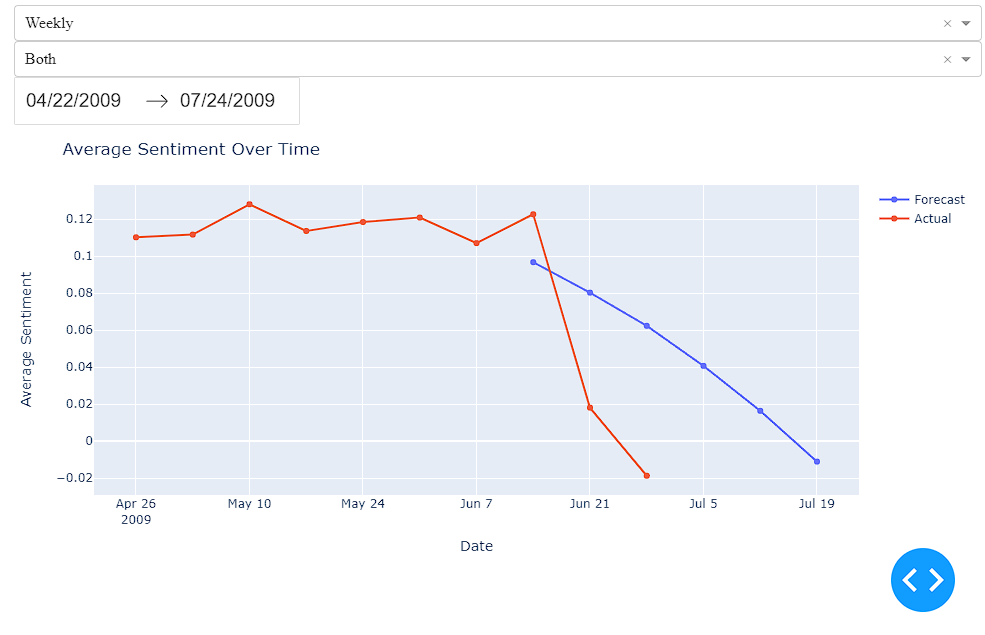 Weekly × 
Both ×
04/22/2009 → 07/24/2009
Average Sentiment Over Time
Forecast
Actual
0.12
0.1
0.08
0.06
0.04
0.02
0
−0.02
Average Sentiment
Apr 26 May 10 May 24 Jun 7 Jun 21 Jul 5 Jul 19
2009
Date